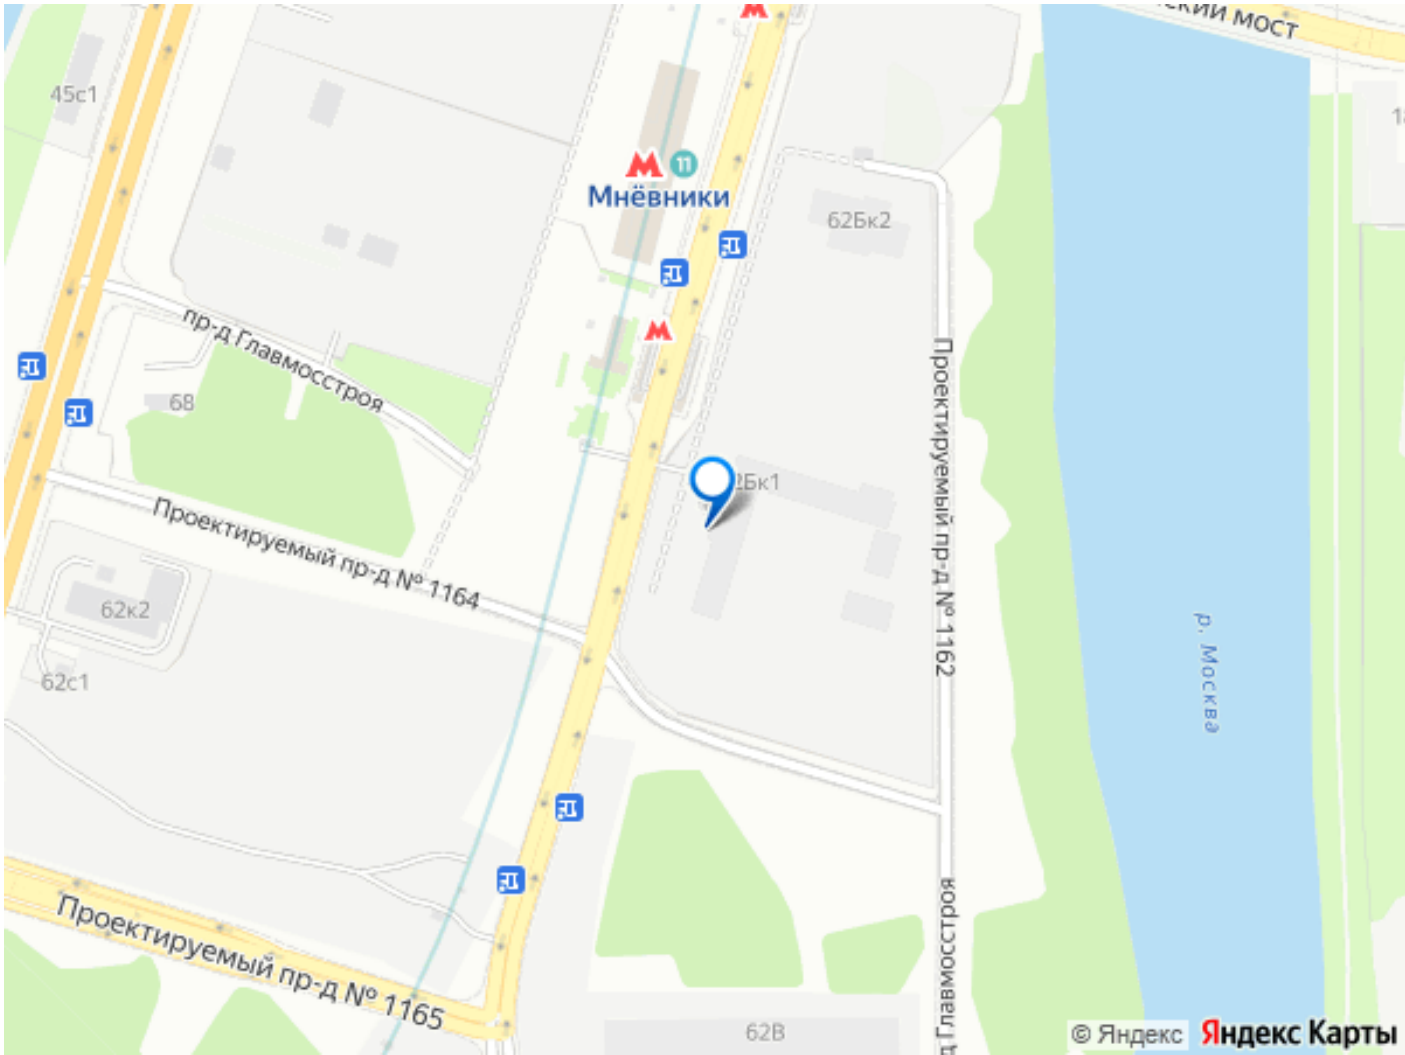 ский мост
45с1
18
11
Мнёвники
62Бк2
пр-д Главмосстроя
68
Проектируемый пр-д № 1162
2Бк1
Проектируемый пр-д № 1164
62к2
62с1
р. Москва
Проектируемый пр-д № 1165
Главмосстроя
62В
© Яндекс Яндекс Карты